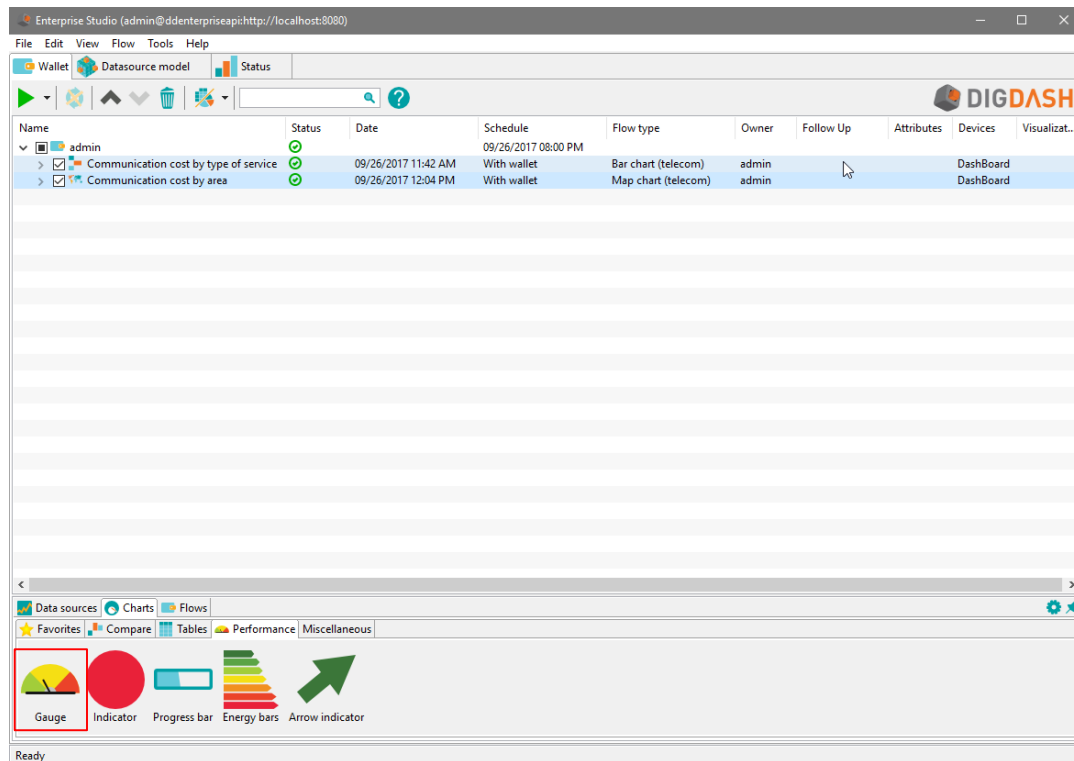 Enterprise Studio (admin@ddenterpriseapi:http://localhost:8080)
File Edit View Flow Tools Help
Wallet Datasource model Status
DIGDASH
Name Status Date Schedule Flow type Owner Follow Up Attributes Devices Visualizat...
admin 09/26/2017 08:00 PM
Communication cost by type of service 09/26/2017 11:42 AM With wallet Bar chart (telecom) admin DashBoard
Communication cost by area 09/26/2017 12:04 PM With wallet Map chart (telecom) admin DashBoard
Data sources Charts Flows
Favorites Compare Tables Performance Miscellaneous
Gauge Indicator Progress bar Energy bars Arrow indicator
Ready